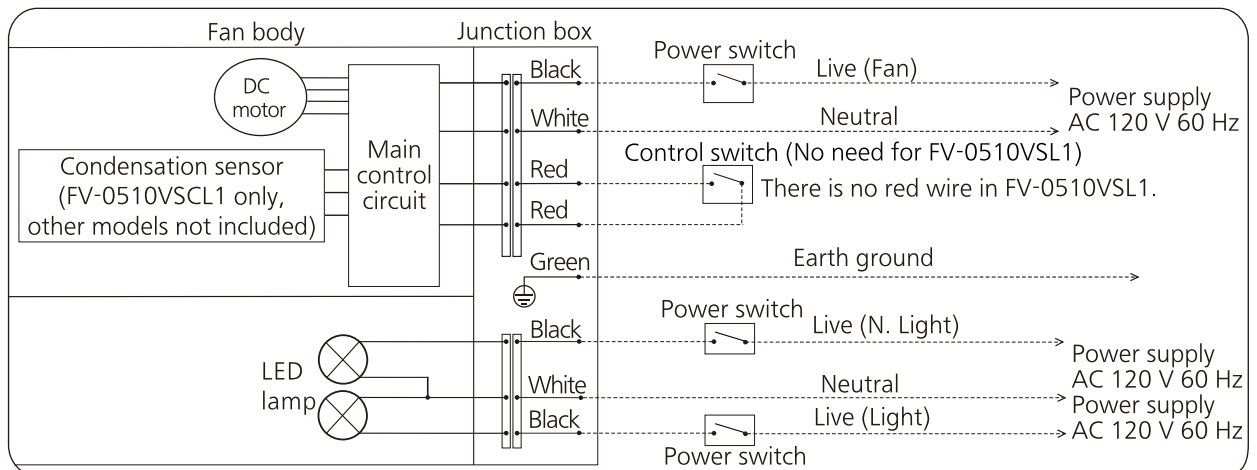 Fan body
Junction box
DC
motor
Condensation sensor
(FV-0510VSCL1 only,
other models not included)
Main
control
circuit
Black
White
Red
Red
Green
Power switch
Live (Fan)
Neutral
Power supply
AC 120 V 60 Hz
Control switch (No need for FV-0510VSL1)
There is no red wire in FV-0510VSL1.
Earth ground
LED
lamp
Black
White
Black
Power switch
Live (N. Light)
Neutral
Live (Light)
Power switch
Power supply
AC 120 V 60 Hz
Power supply
AC 120 V 60 Hz